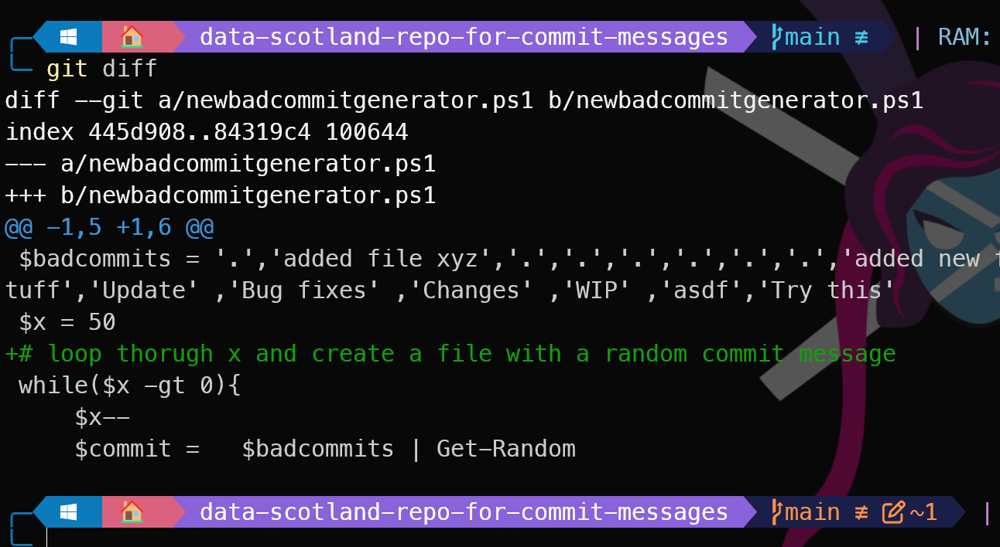 data-scotland-repo-for-commit-messages main ≢ | RAM:
git diff
diff --git a/newbadcommitgenerator.ps1 b/newbadcommitgenerator.ps1
index 445d908..84319c4 100644
--- a/newbadcommitgenerator.ps1
+++ b/newbadcommitgenerator.ps1
@@ -1,5 +1,6 @@
 $badcommits = '.','added file xyz','.','.','.','.','.','.','added new
tuff','Update' ,'Bug fixes' ,'Changes' ,'WIP' ,'asdf','Try this'
 $x = 50
+# loop thorugh x and create a file with a random commit message
 while($x -gt 0){
     $x--
     $commit =   $badcommits | Get-Random
data-scotland-repo-for-commit-messages main ≢ ~1 |